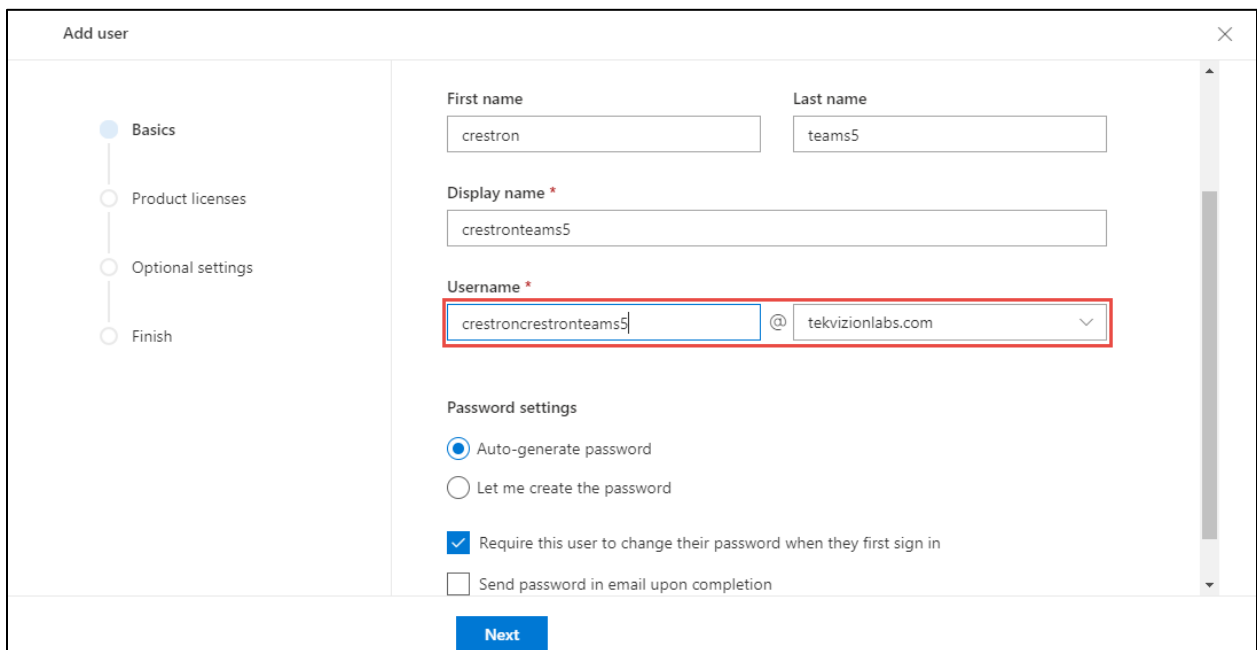 Add user
Basics
Product licenses
Optional settings
Finish
First name
Last name
crestron
teams5
Display name *
crestronteams5
Username *
crestroncrestronteams5 @ tekvizionlabs.com
Password settings
Auto-generate password
Let me create the password
Require this user to change their password when they first sign in
Send password in email upon completion
Next